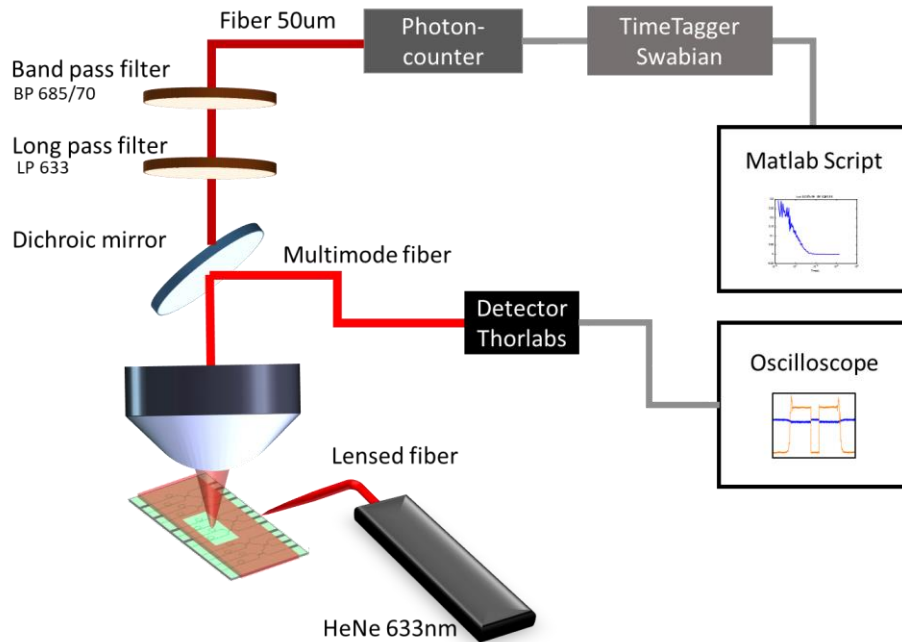 Fiber 50um
Photon-
counter
TimeTagger
Swabian
Band pass filter
BP 685/70
Long pass filter
LP 633
Matlab Script
Dichroic mirror
Multimode fiber
Detector
Thorlabs
Oscilloscope
Lensed fiber
HeNe 633nm